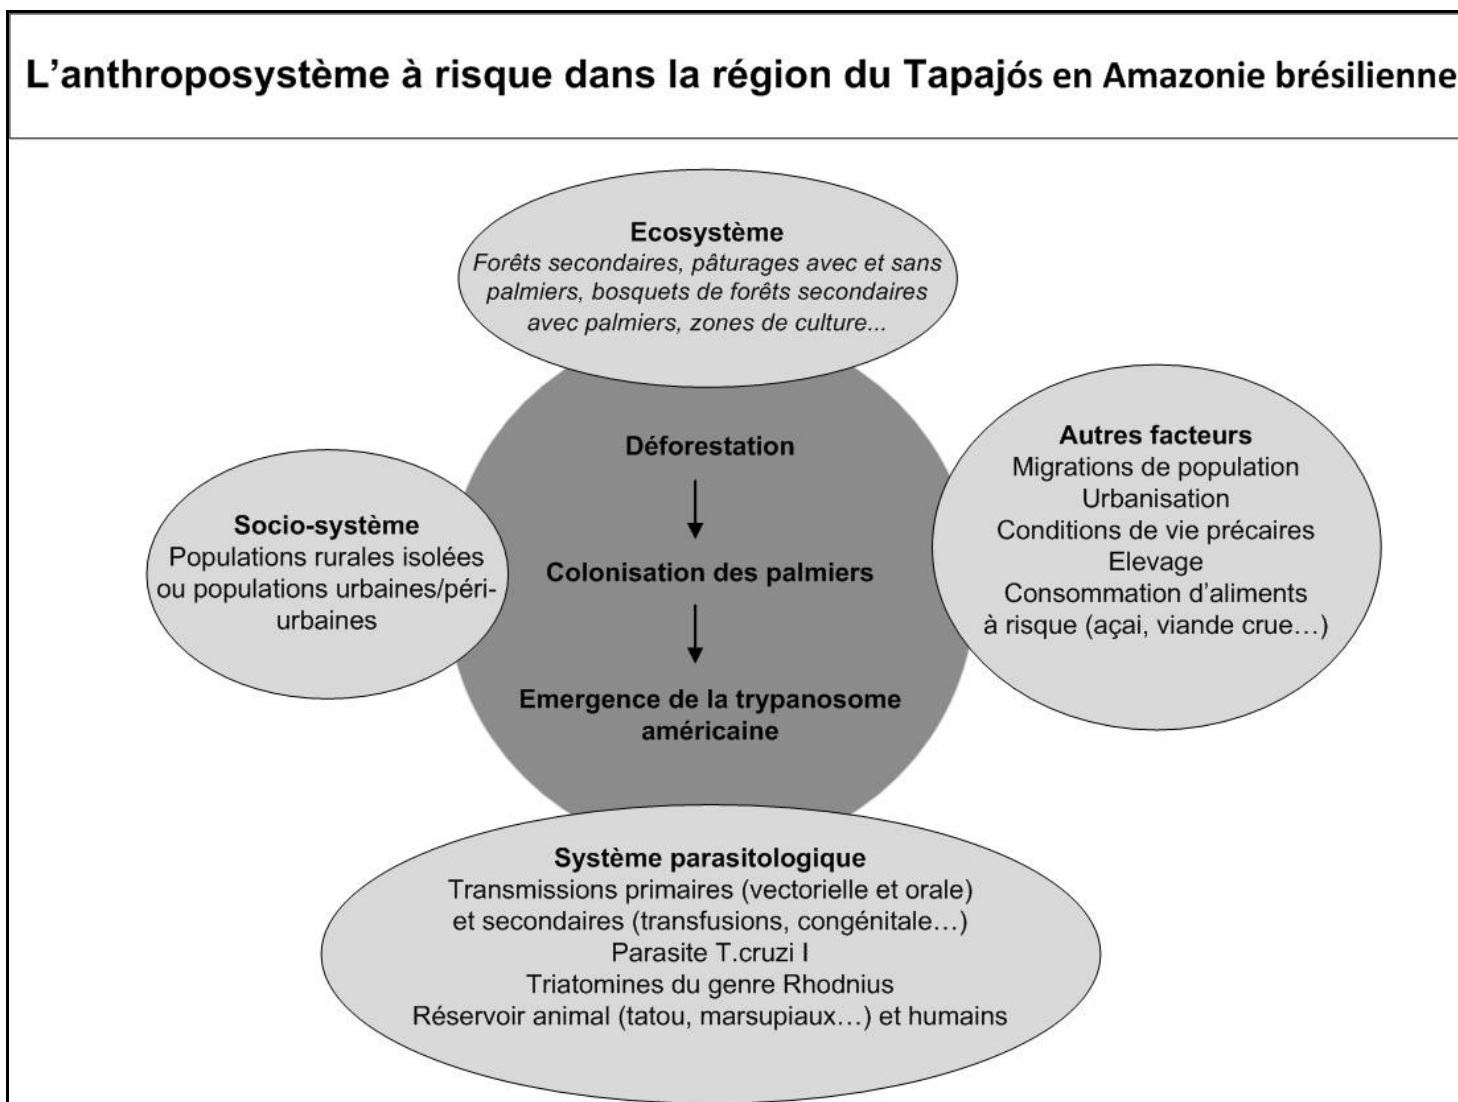 L’anthroposystème à risque dans la région du Tapajós en Amazonie brésilienne
Ecosystème
Forêts secondaires, pâturages avec et sans
palmiers, bosquets de forêts secondaires
avec palmiers, zones de culture...
Déforestation
Colonisation des palmiers
Emergence de la trypanosome
américaine
Socio-système
Populations rurales isolées
ou populations urbaines/péri-
urbaines
Autres facteurs
Migrations de population
Urbanisation
Conditions de vie précaires
Elevage
Consommation d’aliments
à risque (açai, viande crue…)
Système parasitologique
Transmissions primaires (vectorielle et orale)
et secondaires (transfusions, congénitale…)
Parasite T.cruzi I
Triatomines du genre Rhodnius
Réservoir animal (tatou, marsupiaux…) et humains